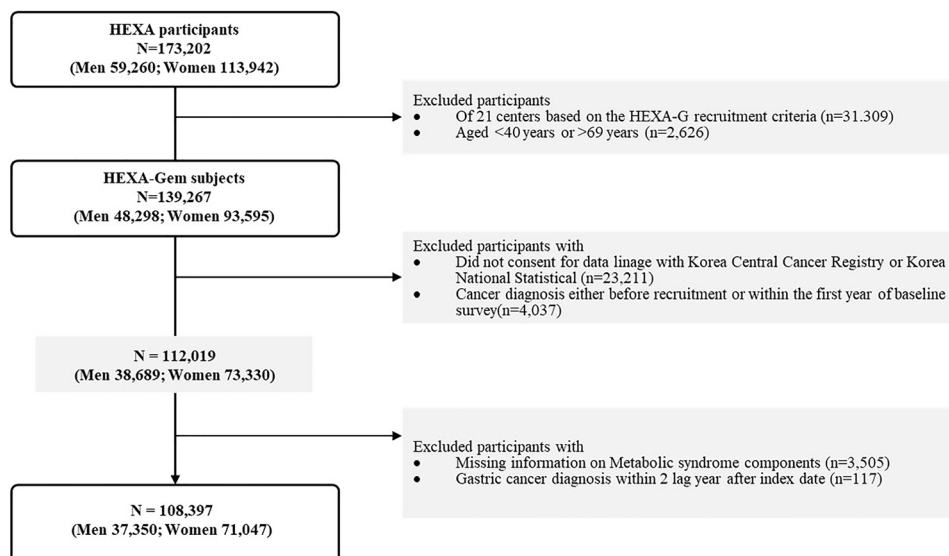 HEXA participants
N=173,202
(Men 59,260; Women 113,942)
Excluded participants
• Of 21 centers based on the HEXA-G recruitment criteria (n=31.309)
• Aged <40 years or >69 years (n=2,626)
HEXA-Gem subjects
N=139,267
(Men 48,298; Women 93,595)
Excluded participants with
• Did not consent for data linage with Korea Central Cancer Registry or Korea
National Statistical (n=23,211)
• Cancer diagnosis either before recruitment or within the first year of baseline
survey(n=4,037)
N = 112,019
(Men 38,689; Women 73,330)
Excluded participants with
• Missing information on Metabolic syndrome components (n=3,505)
• Gastric cancer diagnosis within 2 lag year after index date (n=117)
N = 108,397
(Men 37,350; Women 71,047)